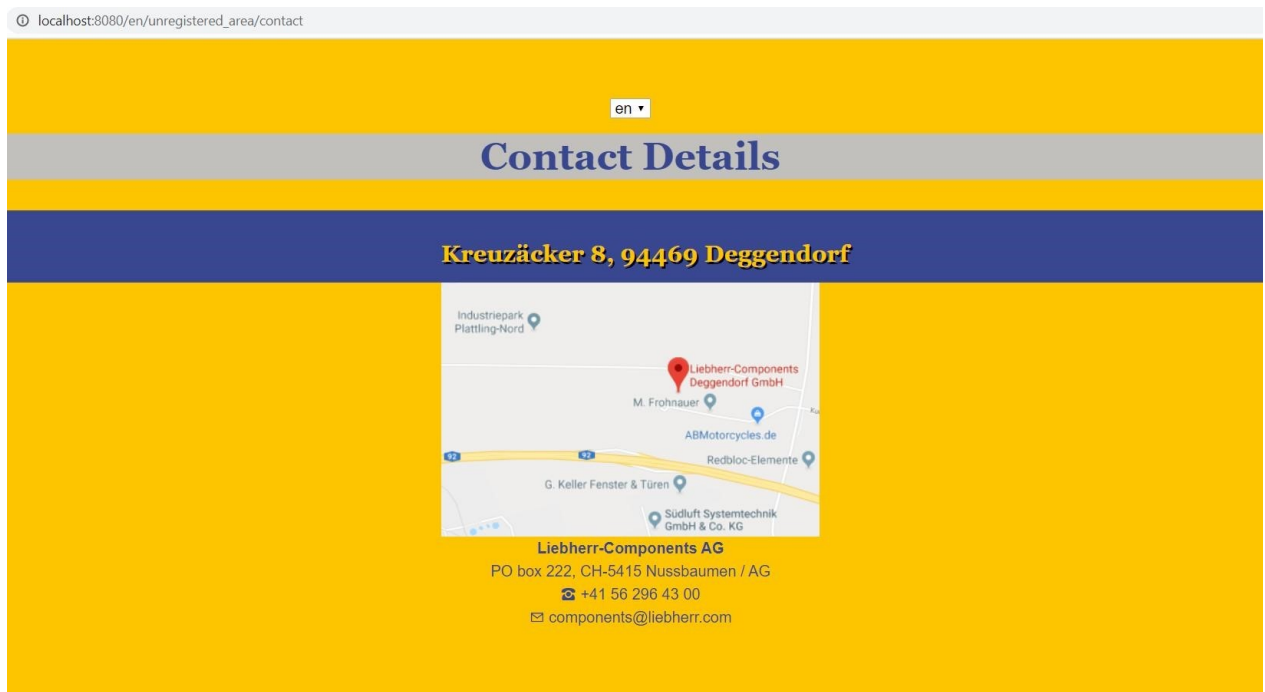 localhost:8080/en/unregistered_area/contact
en
Contact Details
Kreuzäcker 8, 94469 Deggendorf
Industriepark
Plattling-Nord
Liebherr-Components
Deggendorf GmbH
M. Frohnauer
ABMotorcycles.de
92
92
Redbloc-Elemente
G. Keller Fenster & Türen
Südluft Systemtechnik
GmbH & Co. KG
Liebherr-Components AG
PO box 222, CH-5415 Nussbaumen / AG
+41 56 296 43 00
components@liebherr.com